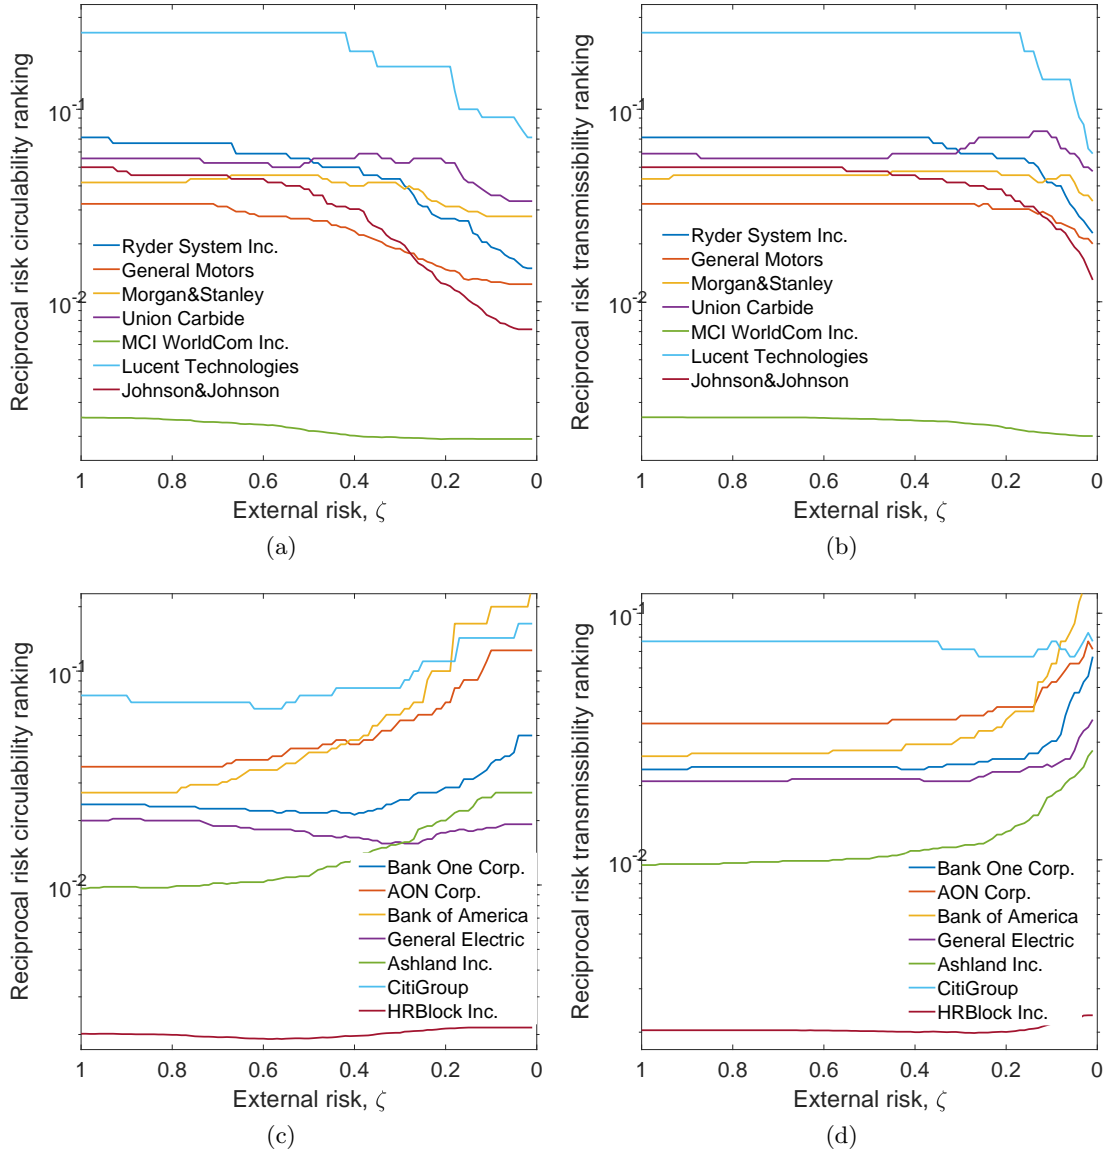 Reciprocal risk circulability ranking
10^-1
10^-2
Ryder System Inc.
General Motors
Morgan&Stanley
Union Carbide
MCI WorldCom Inc.
Lucent Technologies
Johnson&Johnson
1 0.8 0.6 0.4 0.2 0
External risk, ζ
(a)
Reciprocal risk transmissibility ranking
10^-1
10^-2
Ryder System Inc.
General Motors
Morgan&Stanley
Union Carbide
MCI WorldCom Inc.
Lucent Technologies
Johnson&Johnson
1 0.8 0.6 0.4 0.2 0
External risk, ζ
(b)
Reciprocal risk circulability ranking
10^-1
10^-2
Bank One Corp.
AON Corp.
Bank of America
General Electric
Ashland Inc.
CitiGroup
HRBlock Inc.
1 0.8 0.6 0.4 0.2 0
External risk, ζ
(c)
Reciprocal risk transmissibility ranking
10^-1
10^-2
Bank One Corp.
AON Corp.
Bank of America
General Electric
Ashland Inc.
CitiGroup
HRBlock Inc.
1 0.8 0.6 0.4 0.2 0
External risk, ζ
(d)